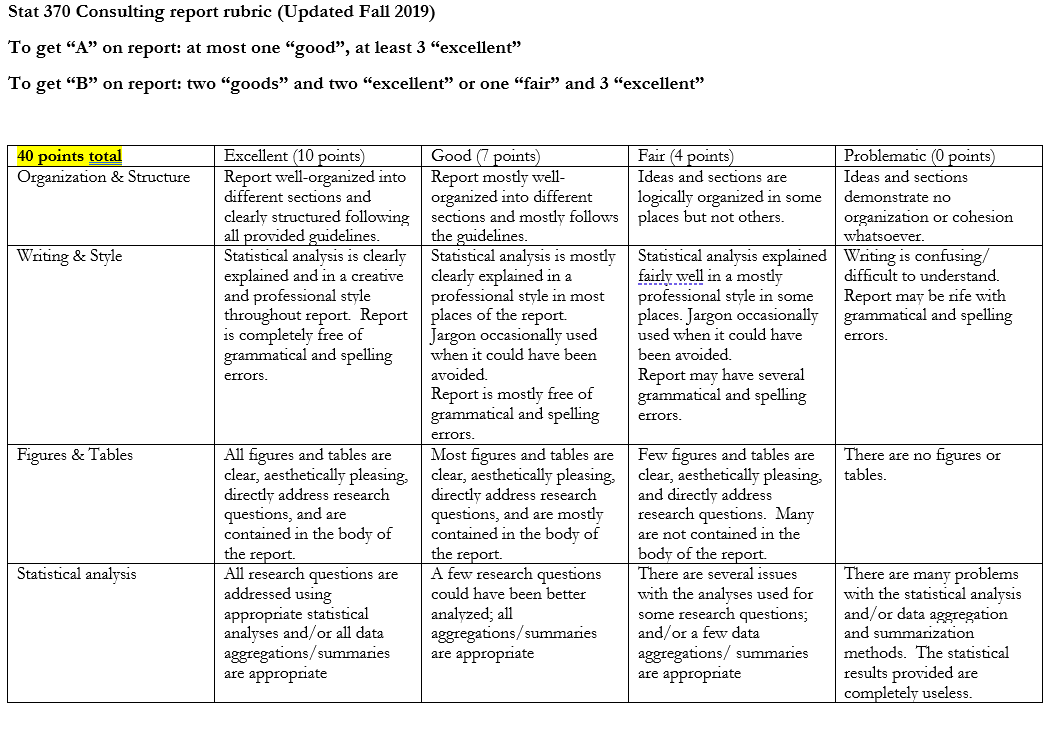 Stat 370 Consulting report rubric (Updated Fall 2019)
To get “A” on report: at most one “good”, at least 3 “excellent”
To get “B” on report: two “goods” and two “excellent” or one “fair” and 3 “excellent”
40 points total
Excellent (10 points)
Good (7 points)
Fair (4 points)
Problematic (0 points)
Organization & Structure
Report well-organized into
different sections and
clearly structured following
all provided guidelines.
Report mostly well-
organized into different
sections and mostly follows
the guidelines.
Ideas and sections are
logically organized in some
places but not others.
Ideas and sections
demonstrate no
organization or cohesion
whatsoever.
Writing & Style
Statistical analysis is clearly
explained and in a creative
and professional style
throughout report. Report
is completely free of
grammatical and spelling
errors.
Statistical analysis is mostly
clearly explained in a
professional style in most
places of the report.
Jargon occasionally used
when it could have been
avoided.
Report is mostly free of
grammatical and spelling
errors.
Statistical analysis explained
fairly well in a mostly
professional style in some
places. Jargon occasionally
used when it could have
been avoided.
Report may have several
grammatical and spelling
errors.
Writing is confusing/
difficult to understand.
Report may be rife with
grammatical and spelling
errors.
Figures & Tables
All figures and tables are
clear, aesthetically pleasing,
directly address research
questions, and are
contained in the body of
the report.
Most figures and tables are
clear, aesthetically pleasing,
directly address research
questions, and are mostly
contained in the body of
the report.
Few figures and tables are
clear, aesthetically pleasing,
and directly address
research questions. Many
are not contained in the
body of the report.
There are no figures or
tables.
Statistical analysis
All research questions are
addressed using
appropriate statistical
analyses and/or all data
aggregations/summaries
are appropriate
A few research questions
could have been better
analyzed; all
aggregations/summaries
are appropriate
There are several issues
with the analyses used for
some research questions;
and/or a few data
aggregations/ summaries
are appropriate
There are many problems
with the statistical analysis
and/or data aggregation
and summarization
methods. The statistical
results provided are
completely useless.